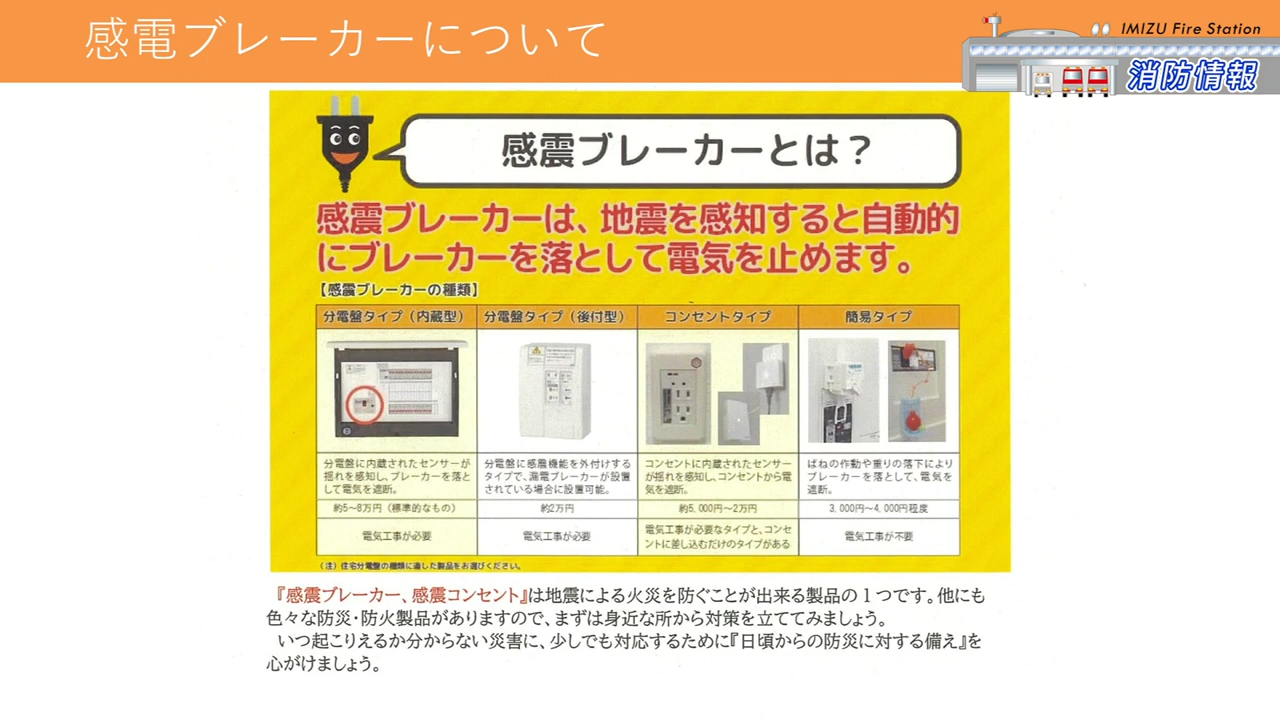 感電ブレーカーについて
IMIZU Fire Station
消防情報
感震ブレーカーとは？
感震ブレーカーは、地震を感知すると自動的
にブレーカーを落として電気を止めます。
【感震ブレーカーの種類】
分電盤タイプ（内蔵型）
分電盤タイプ（後付型）
コンセントタイプ
簡易タイプ
分電盤に内蔵されたセンサーが
揺れを感知し、ブレーカーを落と
して電気を遮断。
分電盤に感震機能を外付けする
タイプで、漏電ブレーカーが設置
されている場合に設置可能。
コンセントに内蔵されたセンサー
が揺れを感知し、コンセントから電
気を遮断。
ばねの作動や重りの落下により
ブレーカーを落として、電気を
遮断。
約5～8万円（標準的なもの）
約2万円
約5,000円～2万円
3,000円～4,000円程度
電気工事が必要
電気工事が必要
電気工事が必要なタイプと、コンセ
ントに差し込むだけのタイプがある
電気工事が不要
（注）住宅分電盤の種類に適した製品をお選びください。
『感震ブレーカー、感震コンセント』は地震による火災を防ぐことが出来る製品の１つです。他にも
色々な防災・防火製品がありますので、まずは身近な所から対策を立ててみましょう。
いつ起こりえるか分からない災害に、少しでも対応するために『日頃からの防災に対する備え』を
心がけましょう。